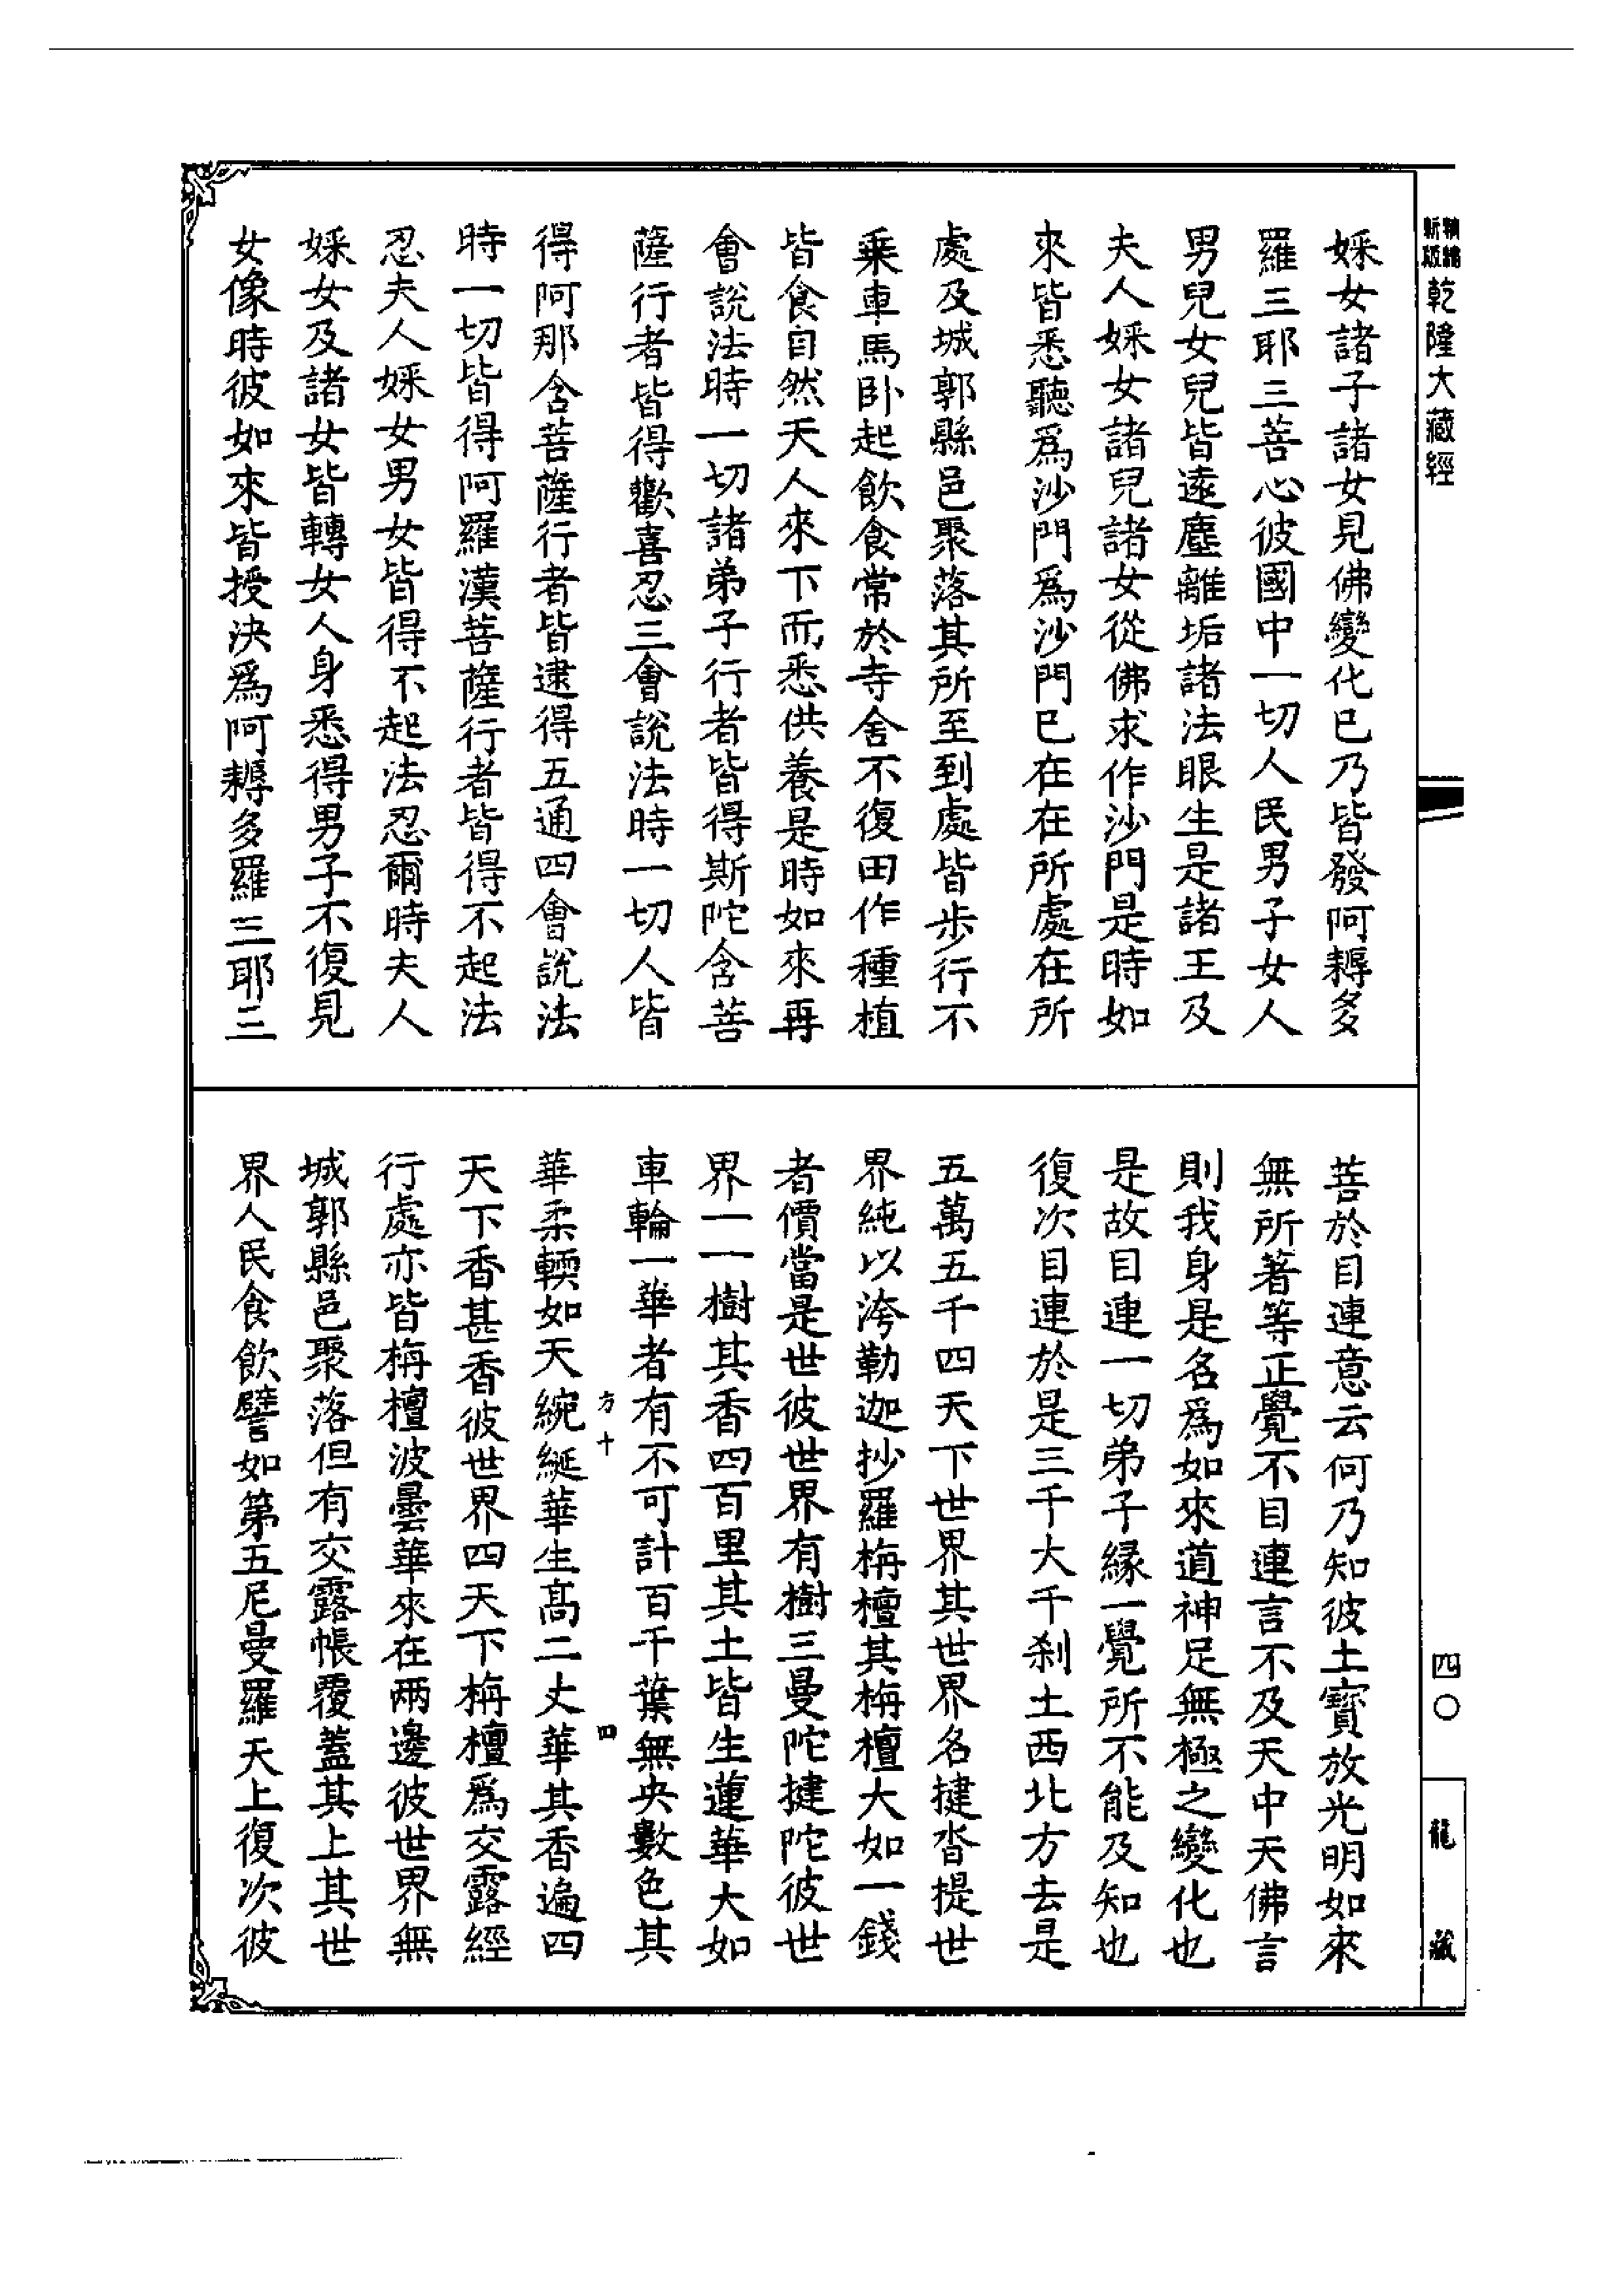 新版
精編
乾隆大藏經
四〇
龍藏
婇女諸子諸女見佛變化已乃皆發阿耨多
羅三耶三菩心彼國中一切人民男子女人
男兒女兒皆遠塵離垢諸法眼生是諸王及
夫人婇女諸兒諸女從佛求作沙門是時如
來皆悉聽爲沙門爲沙門已在在所處在所
處及城郭縣邑聚落其所至到處皆步行不
乗車馬卧起飲食常於寺舍不復田作種植
皆食自然天人來下而悉供養是時如來再
會說法時一切諸弟子行者皆得斯陀含菩
薩行者皆得歡喜忍三會說法時一切人皆
得阿那含菩薩行者皆逮得五通四會說法
時一切皆得阿羅漢菩薩行者皆得不起法
忍夫人婇女男女皆得不起法忍爾時夫人
婇女及諸女皆轉女人身悉得男子不復見
女像時彼如來皆授決爲阿耨多羅三耶三
菩於目連意云何乃知彼土寳放光明如來
無所著等正覺不目連言不及天中天佛言
則我身是名爲如來道神足無極之變化也
是故目連一切弟子緣一覺所不能及知也
復次目連於是三千大千刹土西北方去是
五萬五千四天下世界其世界名揵沓提世
界純以洿勒迦抄羅栴檀其栴檀大如一錢
者價當是世彼世界有樹三曼陀揵陀彼世
界一一樹其香四百里其土皆生蓮華大如
車輪一華者有不可計百千葉無央數色其
方十
四
華柔輭如天綩綖華生髙二丈華其香遍四
天下香甚香彼世界四天下栴檀爲交露經
行處亦皆栴檀波曇華來在兩邊彼世界無
城郭縣邑聚落但有交露帳覆蓋其上其世
界人民食飲譬如第五尼曼羅天上復次彼